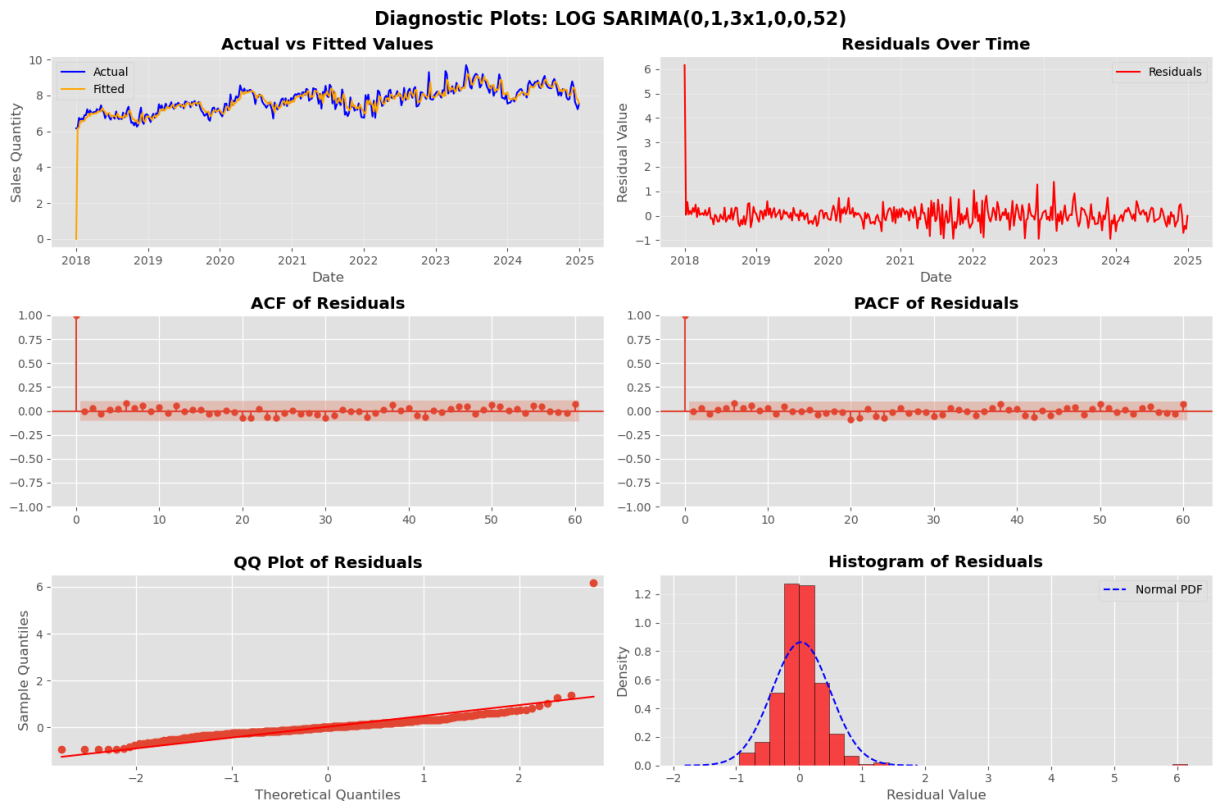 Diagnostic Plots: LOG SARIMA(0,1,3x1,0,0,52)
Actual vs Fitted Values
Sales Quantity
10
8
6
4
2
0
Actual
Fitted
2018 2019 2020 2021 2022 2023 2024 2025
Date
Residuals Over Time
Residual Value
6
5
4
3
2
1
0
−1
Residuals
2018 2019 2020 2021 2022 2023 2024 2025
Date
ACF of Residuals
1.00
0.75
0.50
0.25
0.00
−0.25
−0.50
−0.75
−1.00
0 10 20 30 40 50 60
PACF of Residuals
1.00
0.75
0.50
0.25
0.00
−0.25
−0.50
−0.75
−1.00
0 10 20 30 40 50 60
QQ Plot of Residuals
Sample Quantiles
6
4
2
0
−2 −1 0 1 2
Theoretical Quantiles
Histogram of Residuals
Density
1.2
1.0
0.8
0.6
0.4
0.2
0.0
Normal PDF
−2 −1 0 1 2 3 4 5 6
Residual Value